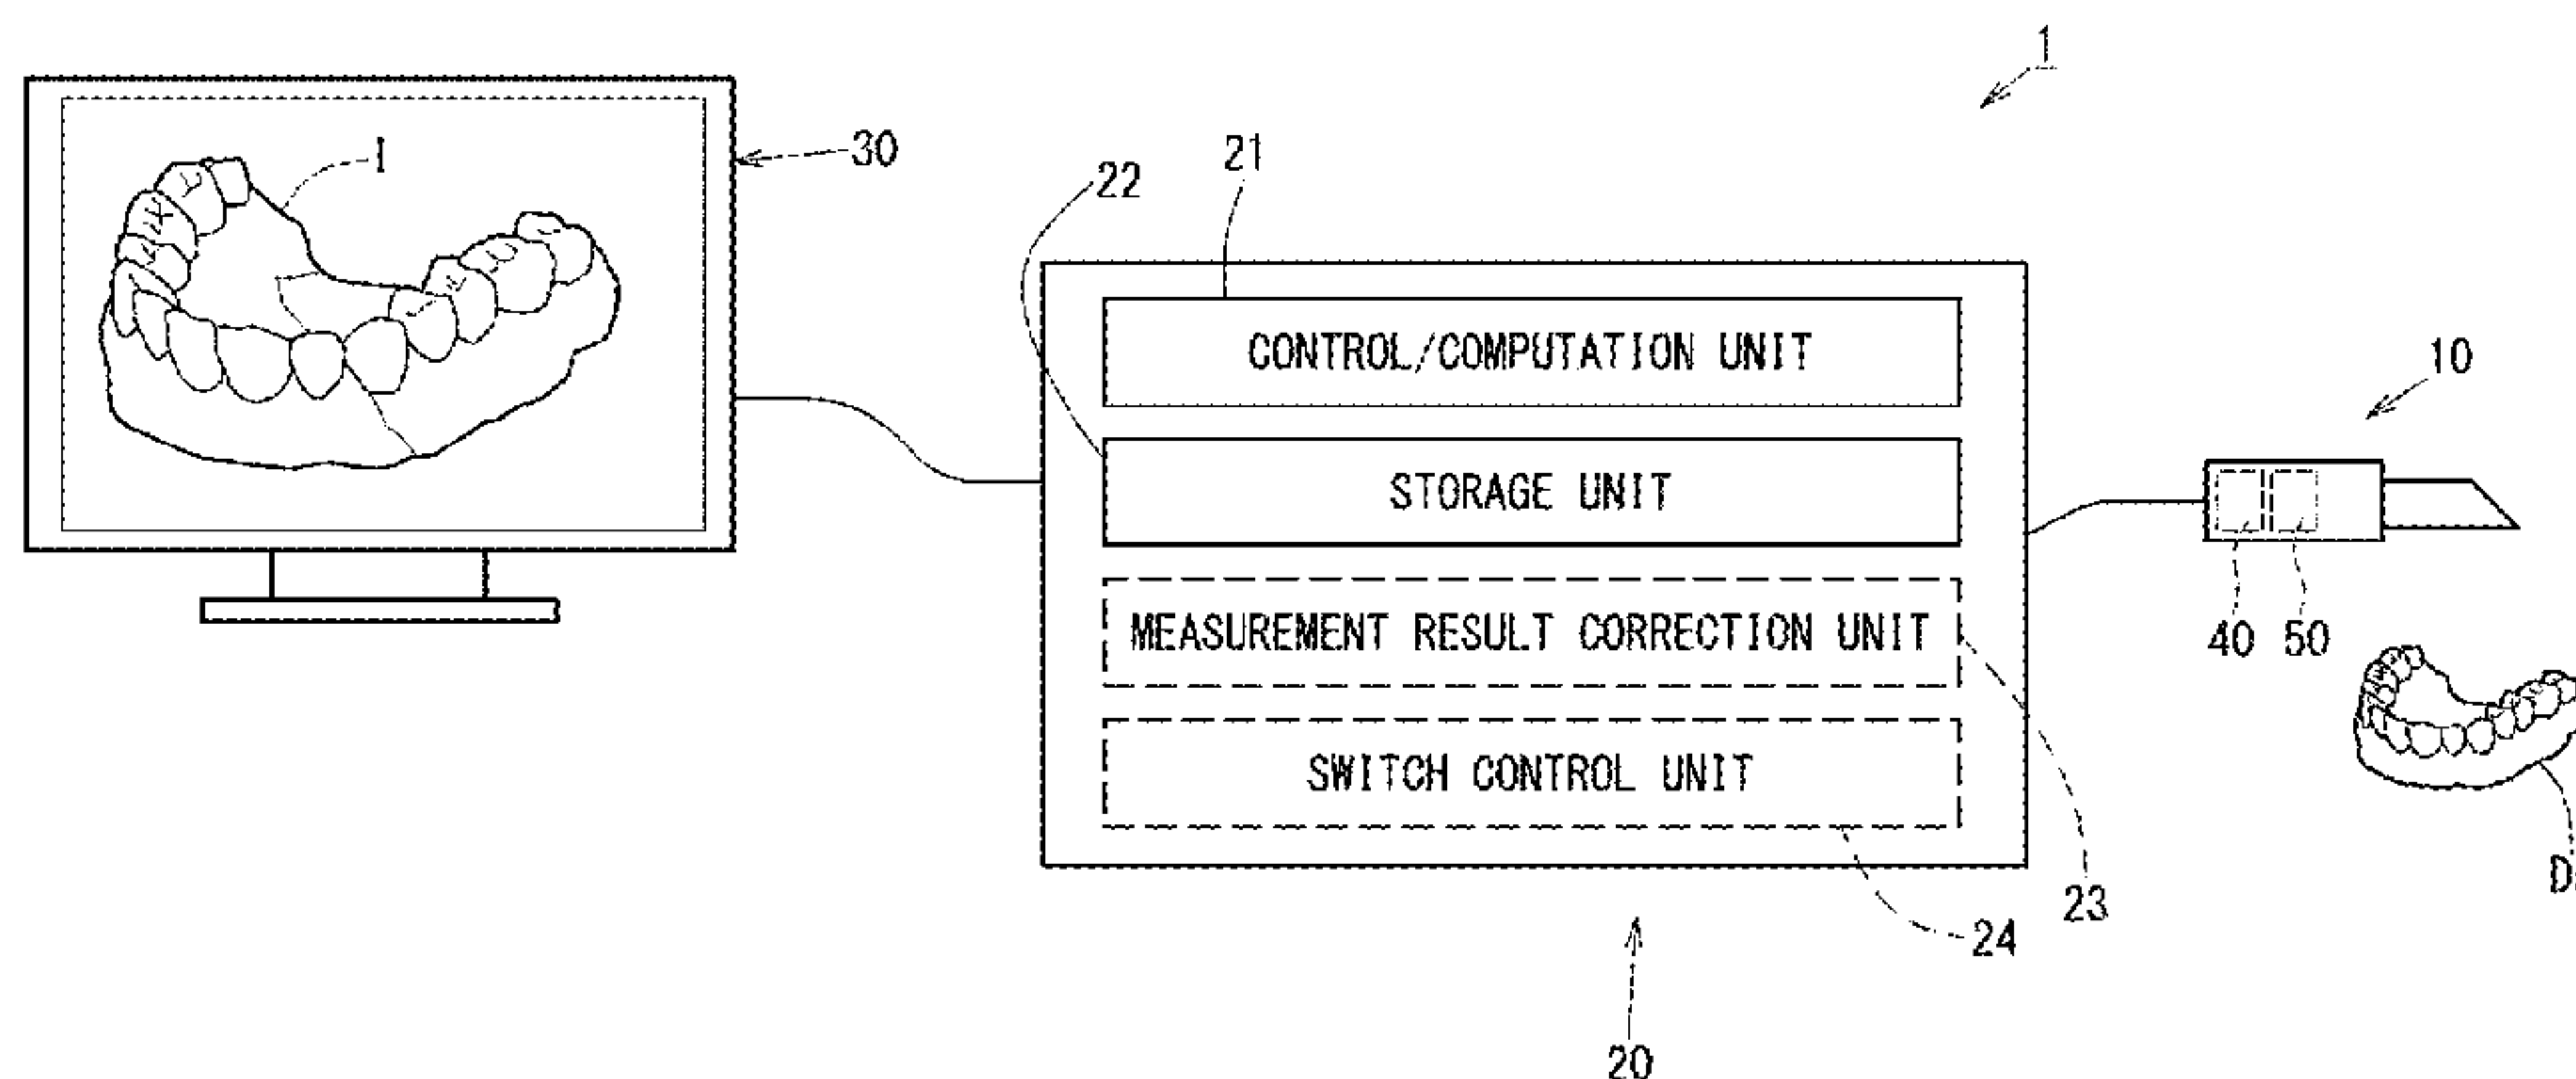 1
I
30
21
22
CONTROL/COMPUTATION UNIT
10
STORAGE UNIT
MEASUREMENT RESULT CORRECTION UNIT
40 50
SWITCH CONTROL UNIT
D
23
24
20